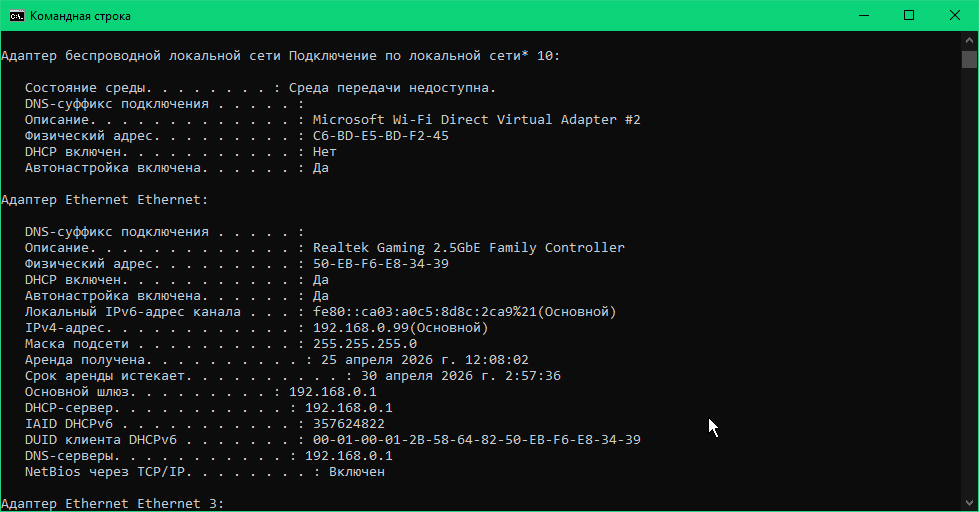 Командная строка
Адаптер беспроводной локальной сети Подключение по локальной сети* 10:
Состояние среды. . . . . . . . : Среда передачи недоступна.
DNS-суффикс подключения . . . . . :
Описание. . . . . . . . . . . . . : Microsoft Wi-Fi Direct Virtual Adapter #2
Физический адрес. . . . . . . . . : C6-BD-E5-BD-F2-45
DHCP включен. . . . . . . . . . . : Нет
Автонастройка включена. . . . . . : Да
Адаптер Ethernet Ethernet:
DNS-суффикс подключения . . . . . :
Описание. . . . . . . . . . . . . : Realtek Gaming 2.5GbE Family Controller
Физический адрес. . . . . . . . . : 50-EB-F6-E8-34-39
DHCP включен. . . . . . . . . . . : Да
Автонастройка включена. . . . . . : Да
Локальный IPv6-адрес канала . . . : fe80::ca03:a0c5:8d8c:2ca9%21(Основной)
IPv4-адрес. . . . . . . . . . . . : 192.168.0.99(Основной)
Маска подсети . . . . . . . . . . : 255.255.255.0
Аренда получена. . . . . . . . . . : 25 апреля 2026 г. 12:08:02
Срок аренды истекает. . . . . . . . . . : 30 апреля 2026 г. 2:57:36
Основной шлюз. . . . . . . . . : 192.168.0.1
DHCP-сервер. . . . . . . . . . . : 192.168.0.1
IAID DHCPv6 . . . . . . . . . . . : 357624822
DUID клиента DHCPv6 . . . . . . . : 00-01-00-01-2B-58-64-82-50-EB-F6-E8-34-39
DNS-серверы. . . . . . . . . . . : 192.168.0.1
NetBios через TCP/IP. . . . . . . . : Включен
Адаптер Ethernet Ethernet 3: